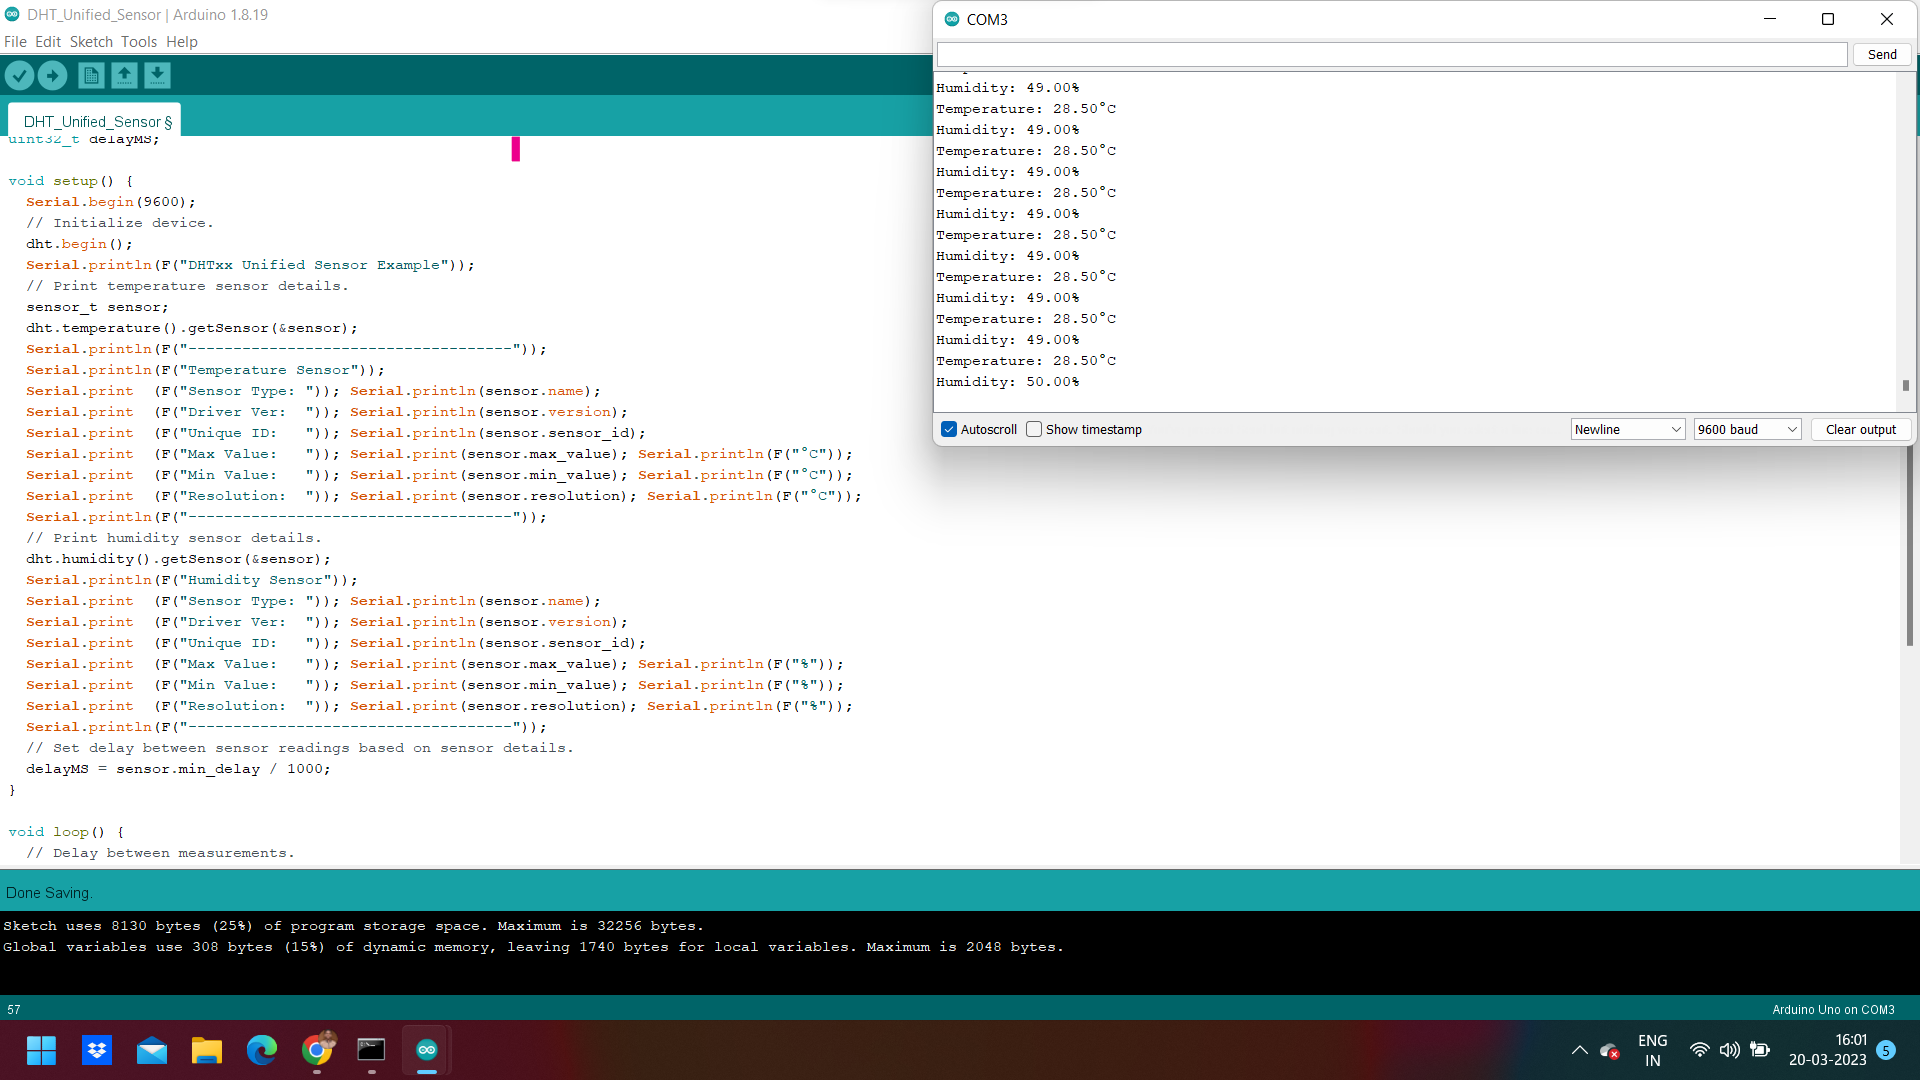 DHT_Unified_Sensor | Arduino 1.8.19
File Edit Sketch Tools Help
DHT_Unified_Sensor §
uint32_t delayMS;
void setup() {
Serial.begin(9600);
// Initialize device.
dht.begin();
Serial.println(F("DHTxx Unified Sensor Example"));
// Print temperature sensor details.
sensor_t sensor;
dht.temperature().getSensor(&sensor);
Serial.println(F("------------------------------------"));
Serial.println(F("Temperature Sensor"));
Serial.print  (F("Sensor Type: ")); Serial.println(sensor.name);
Serial.print  (F("Driver Ver:  ")); Serial.println(sensor.version);
Serial.print  (F("Unique ID:   ")); Serial.println(sensor.sensor_id);
Serial.print  (F("Max Value:   ")); Serial.print(sensor.max_value); Serial.println(F("°C"));
Serial.print  (F("Min Value:   ")); Serial.print(sensor.min_value); Serial.println(F("°C"));
Serial.print  (F("Resolution:  ")); Serial.print(sensor.resolution); Serial.println(F("°C"));
Serial.println(F("------------------------------------"));
// Print humidity sensor details.
dht.humidity().getSensor(&sensor);
Serial.println(F("Humidity Sensor"));
Serial.print  (F("Sensor Type: ")); Serial.println(sensor.name);
Serial.print  (F("Driver Ver:  ")); Serial.println(sensor.version);
Serial.print  (F("Unique ID:   ")); Serial.println(sensor.sensor_id);
Serial.print  (F("Max Value:   ")); Serial.print(sensor.max_value); Serial.println(F("%"));
Serial.print  (F("Min Value:   ")); Serial.print(sensor.min_value); Serial.println(F("%"));
Serial.print  (F("Resolution:  ")); Serial.print(sensor.resolution); Serial.println(F("%"));
Serial.println(F("------------------------------------"));
// Set delay between sensor readings based on sensor details.
delayMS = sensor.min_delay / 1000;
}
void loop() {
// Delay between measurements.
COM3
Send
Humidity: 49.00%
Temperature: 28.50°C
Humidity: 49.00%
Temperature: 28.50°C
Humidity: 49.00%
Temperature: 28.50°C
Humidity: 49.00%
Temperature: 28.50°C
Humidity: 49.00%
Temperature: 28.50°C
Humidity: 49.00%
Temperature: 28.50°C
Humidity: 49.00%
Temperature: 28.50°C
Humidity: 50.00%
Autoscroll Show timestamp Newline 9600 baud Clear output
Done Saving.
Sketch uses 8130 bytes (25%) of program storage space. Maximum is 32256 bytes.
Global variables use 308 bytes (15%) of dynamic memory, leaving 1740 bytes for local variables. Maximum is 2048 bytes.
57 Arduino Uno on COM3
ENG 16:01
IN 20-03-2023 5